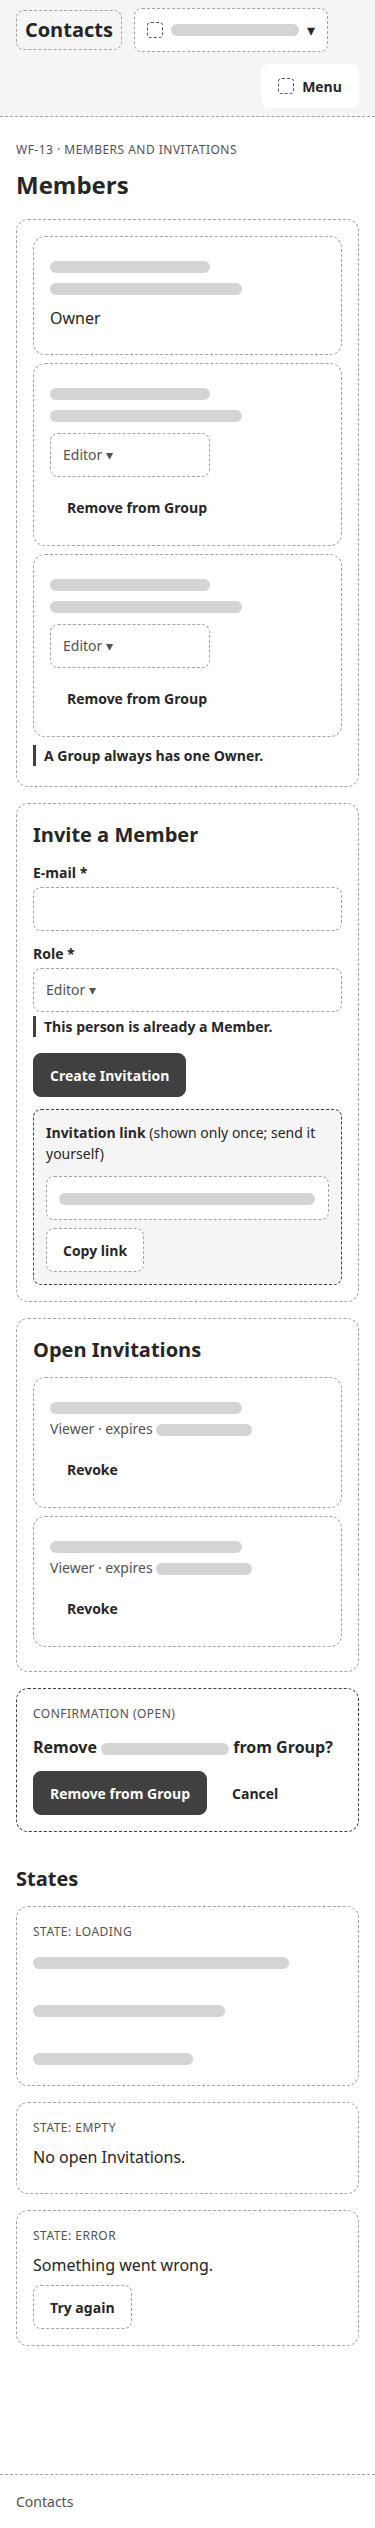 Contacts ▾
Menu
WF-13 · MEMBERS AND INVITATIONS
Members
Owner
Editor ▾
Remove from Group
Editor ▾
Remove from Group
A Group always has one Owner.
Invite a Member
E-mail *
Role *
Editor ▾
This person is already a Member.
Create Invitation
Invitation link (shown only once; send it
yourself)
Copy link
Open Invitations
Viewer · expires
Revoke
Viewer · expires
Revoke
CONFIRMATION (OPEN)
Remove from Group?
Remove from Group Cancel
States
STATE: LOADING
STATE: EMPTY
No open Invitations.
STATE: ERROR
Something went wrong.
Try again
Contacts